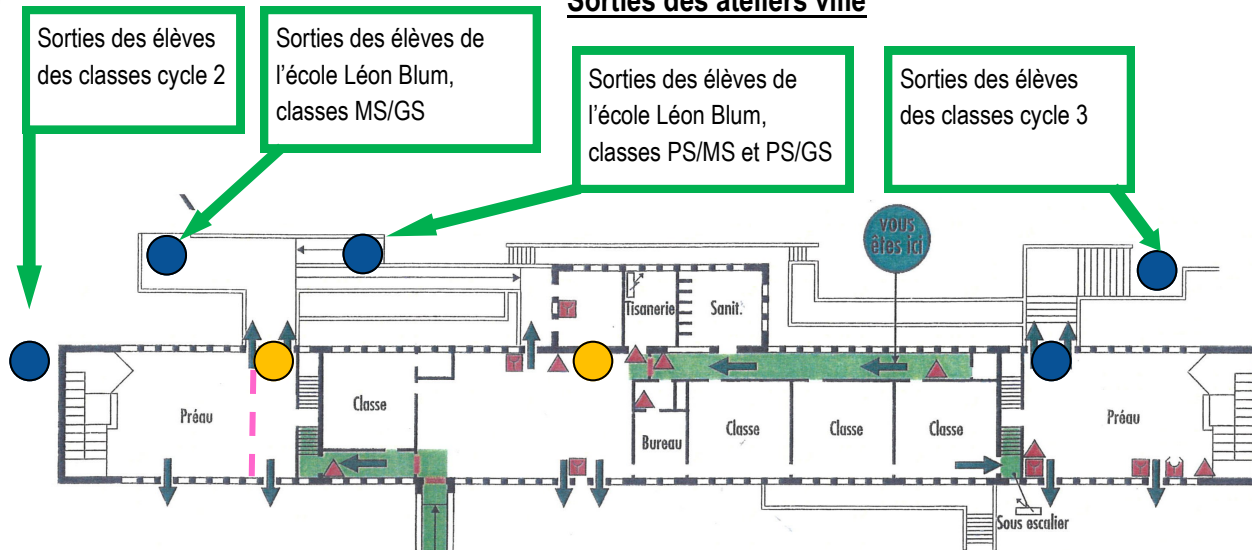 Sorties des ateliers ville
Sorties des élèves
des classes cycle 2
Sorties des élèves de
l’école Léon Blum,
classes MS/GS
Sorties des élèves de
l’école Léon Blum,
classes PS/MS et PS/GS
Sorties des élèves
des classes cycle 3
vous
êtes ici
Tisanerie
Sanit.
Préau
Classe
Bureau
Classe
Classe
Classe
Préau
Sous escalier